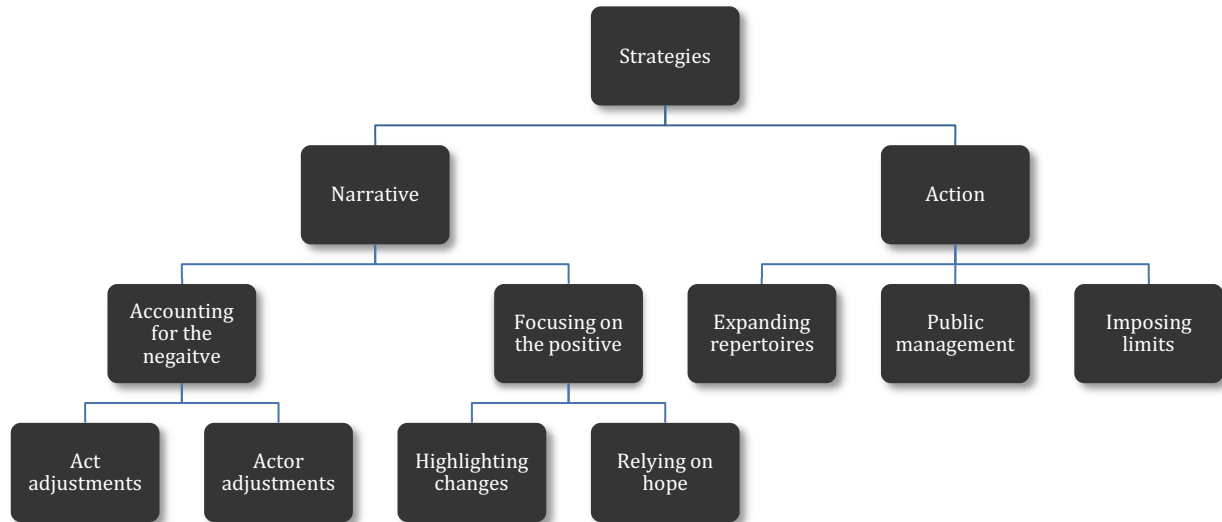 Strategies
Narrative
Action
Accounting
for the
negaitve
Focusing on
the positive
Expanding
repertoires
Public
management
Imposing
limits
Act
adjustments
Actor
adjustments
Highlighting
changes
Relying on
hope